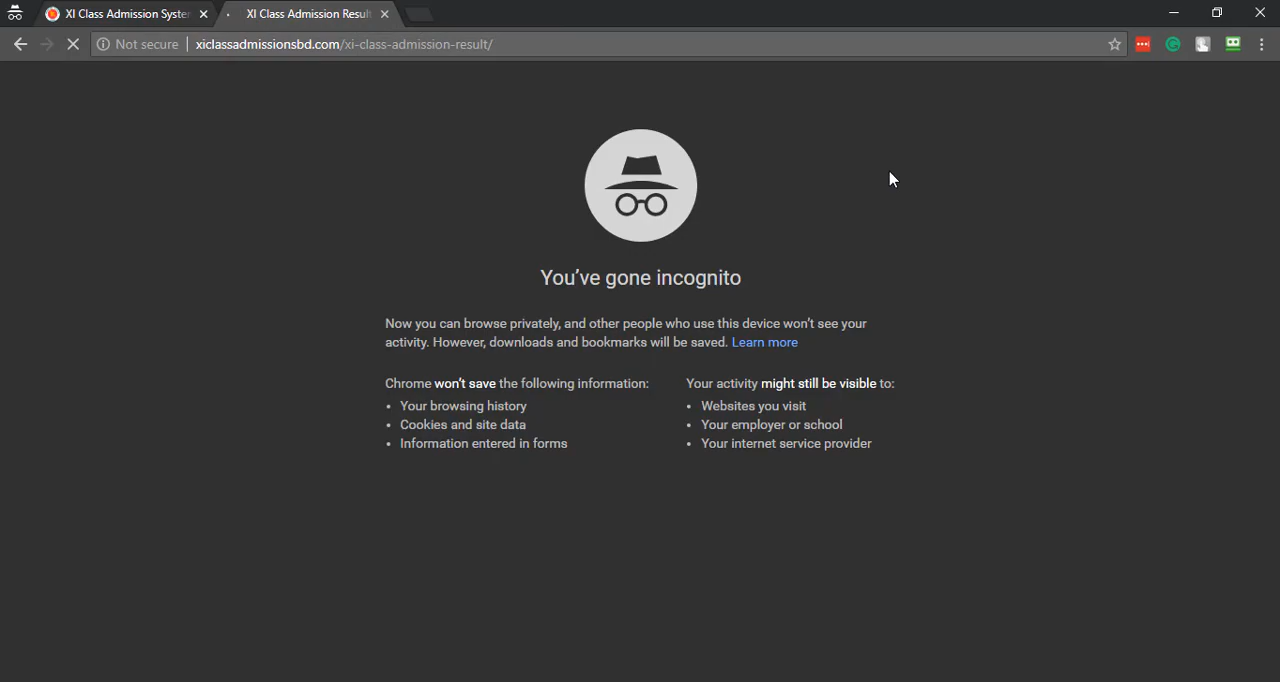 XI Class Admission Syste
XI Class Admission Result
Not secure
xiclassadmissionsbd.com/xi-class-admission-result/
You've gone incognito
Now you can browse privately, and other people who use this device won't see your
activity. However, downloads and bookmarks will be saved. Learn more
Chrome won't save the following information:
• Your browsing history
• Cookies and site data
• Information entered in forms
Your activity might still be visible to:
• Websites you visit
• Your employer or school
• Your internet service provider